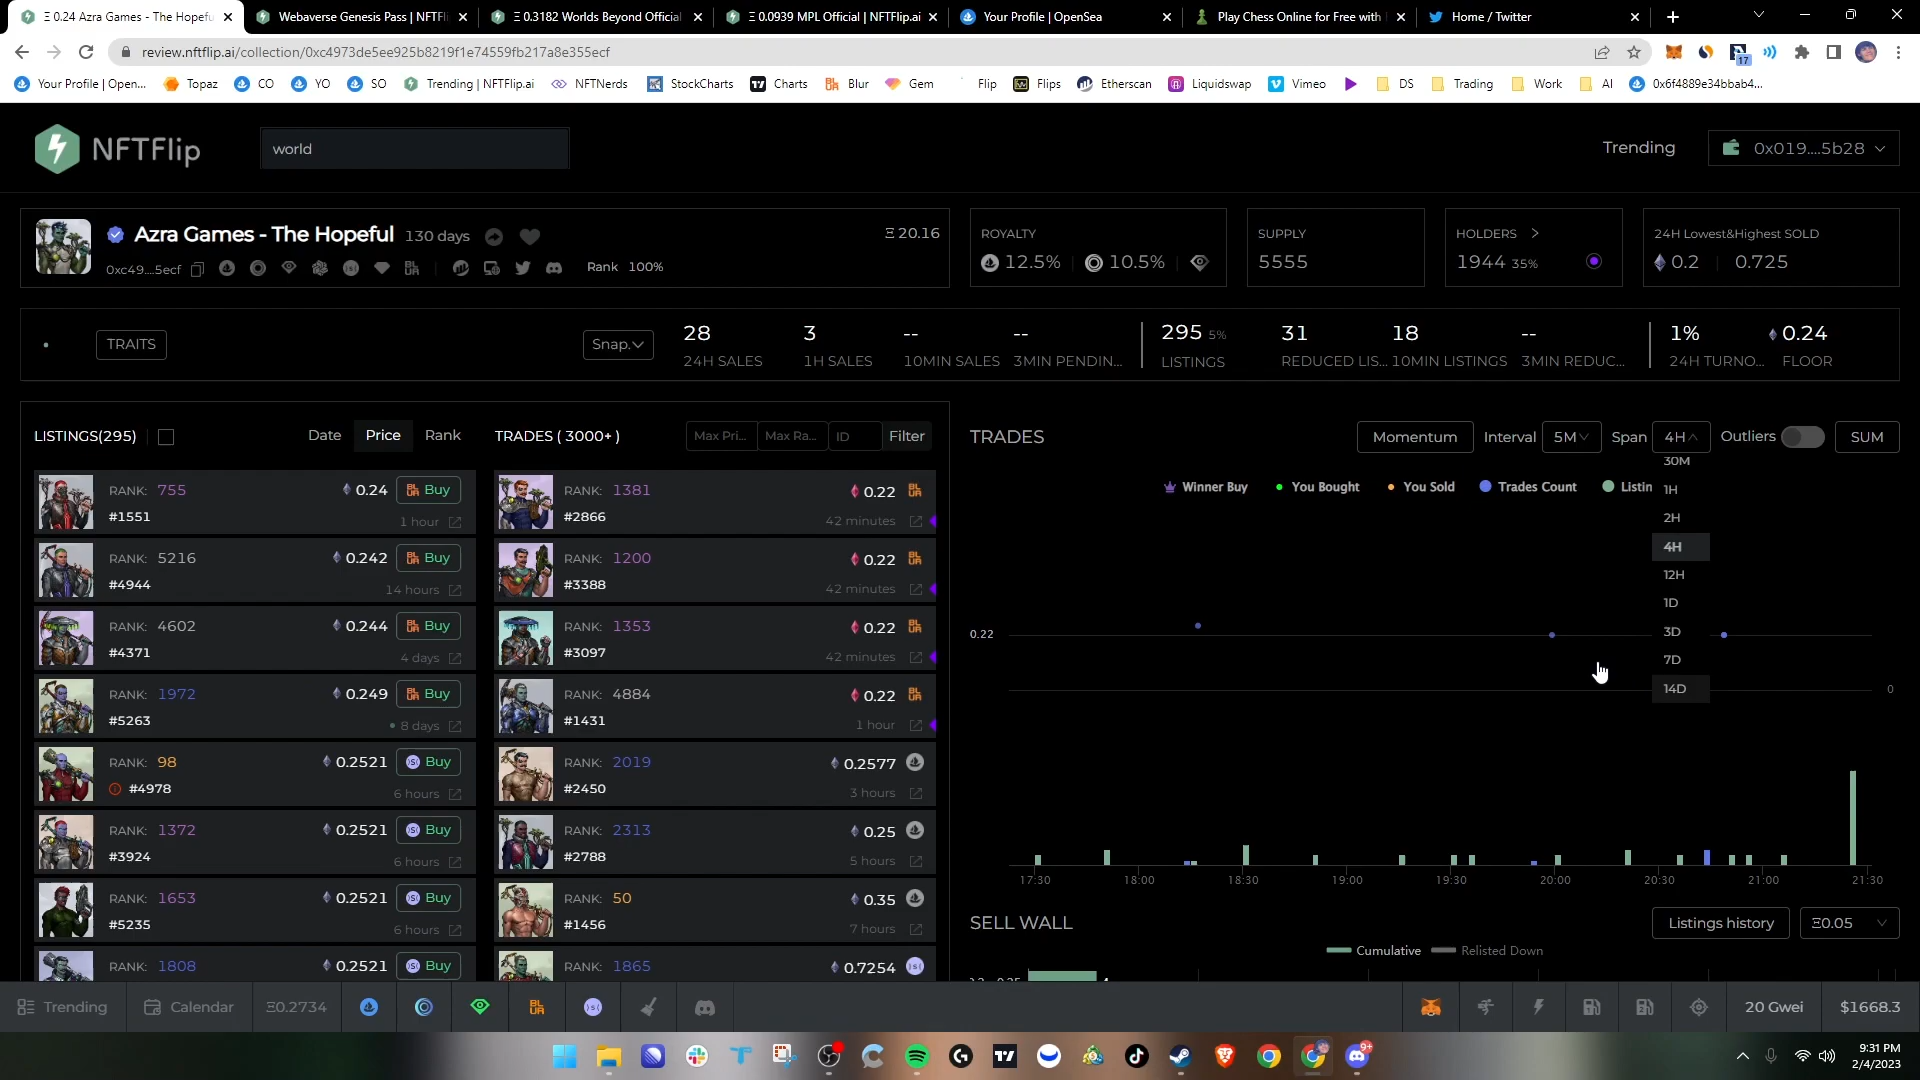 Ξ 0.24 Azra Games - The Hopefu
Webaverse Genesis Pass | NFTFl
Ξ 0.3182 Worlds Beyond Official
Ξ 0.0939 MPL Official | NFTFlip.ai
Your Profile | OpenSea
Play Chess Online for Free with
Home / Twitter
review.nftflip.ai/collection/0xc4973de5ee925b8219f1e74559fb217a8e355ecf
17
Your Profile | Open...
Topaz
CO
YO
SO
Trending | NFTFlip.ai
NFTNerds
StockCharts
Charts
Blur
Gem
Flip
Flips
Etherscan
Liquidswap
Vimeo
DS
Trading
Work
AI
0x6f4889e34bbab4...
NFTFlip
world
Trending
0x019....5b28
Azra Games - The Hopeful 130 days
Ξ 20.16
0xc49....5ecf
Rank 100%
ROYALTY
12.5% 10.5%
SUPPLY
5555
HOLDERS >
1944 35%
24H Lowest&Highest SOLD
0.2 0.725
TRAITS
Snap.
28
24H SALES
3
1H SALES
--
10MIN SALES
--
3MIN PENDIN...
295 5%
LISTINGS
31
REDUCED LIS...
18
10MIN LISTINGS
--
3MIN REDUC...
1%
24H TURNO...
0.24
FLOOR
LISTINGS(295)
Date Price Rank
RANK: 755 0.24 Buy
#1551 1 hour
RANK: 5216 0.242 Buy
#4944 14 hours
RANK: 4602 0.244 Buy
#4371 4 days
RANK: 1972 0.249 Buy
#5263 8 days
RANK: 98 0.2521 Buy
#4978 6 hours
RANK: 1372 0.2521 Buy
#3924 6 hours
RANK: 1653 0.2521 Buy
#5235 6 hours
RANK: 1808 0.2521 Buy
TRADES ( 3000+ )
Max Pri... Max Ra... ID Filter
RANK: 1381 0.22
#2866 42 minutes
RANK: 1200 0.22
#3388 42 minutes
RANK: 1353 0.22
#3097 42 minutes
RANK: 4884 0.22
#1431 1 hour
RANK: 2019 0.2577
#2450 3 hours
RANK: 2313 0.25
#2788 5 hours
RANK: 50 0.35
#1456 7 hours
RANK: 1865 0.7254
TRADES
Momentum Interval 5M Span 4H Outliers SUM
Winner Buy You Bought You Sold Trades Count Listin
30M
1H
2H
4H
12H
1D
3D
7D
14D
0.22
0
17:30 18:00 18:30 19:00 19:30 20:00 20:30 21:00 21:30
SELL WALL
Listings history Ξ0.05
Cumulative Relisted Down
4
Trending
Calendar
Ξ0.2734
20 Gwei
$1668.3
9+
9:31 PM
2/4/2023